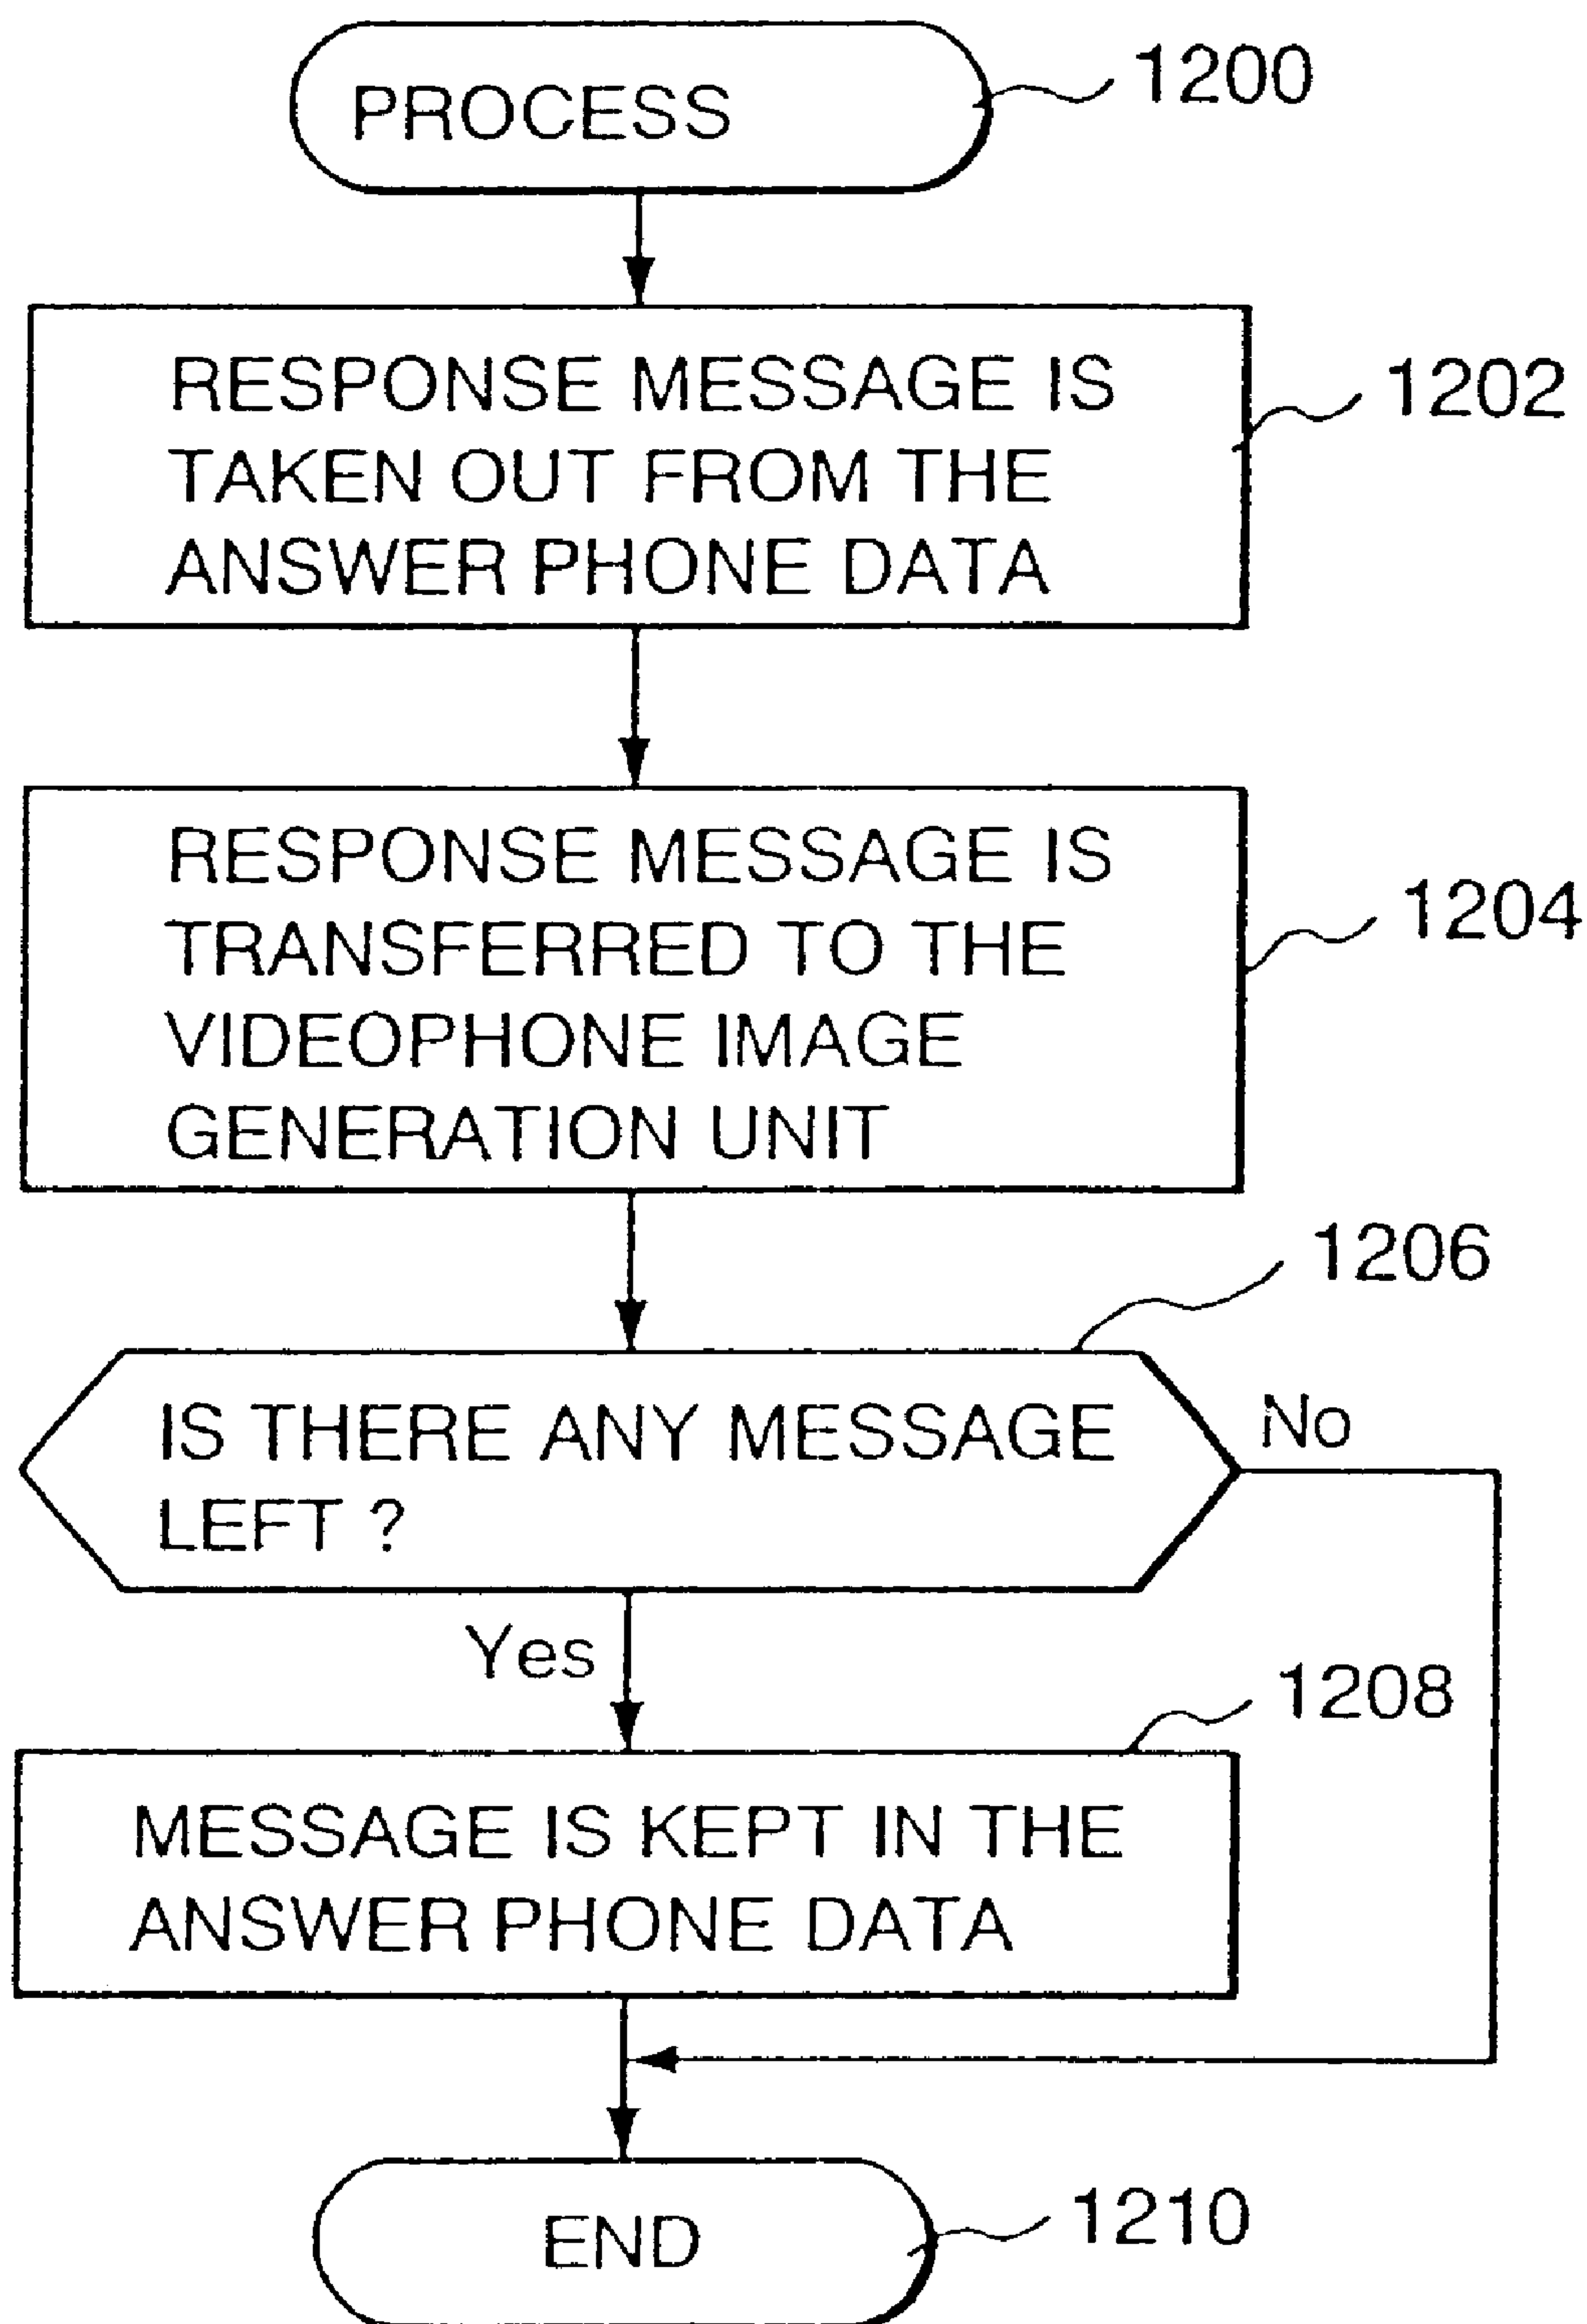 PROCESS
1200
RESPONSE MESSAGE IS
TAKEN OUT FROM THE
ANSWER PHONE DATA
1202
RESPONSE MESSAGE IS
TRANSFERRED TO THE
VIDEOPHONE IMAGE
GENERATION UNIT
1204
1206
IS THERE ANY MESSAGE
LEFT ?
No
Yes
1208
MESSAGE IS KEPT IN THE
ANSWER PHONE DATA
END
1210